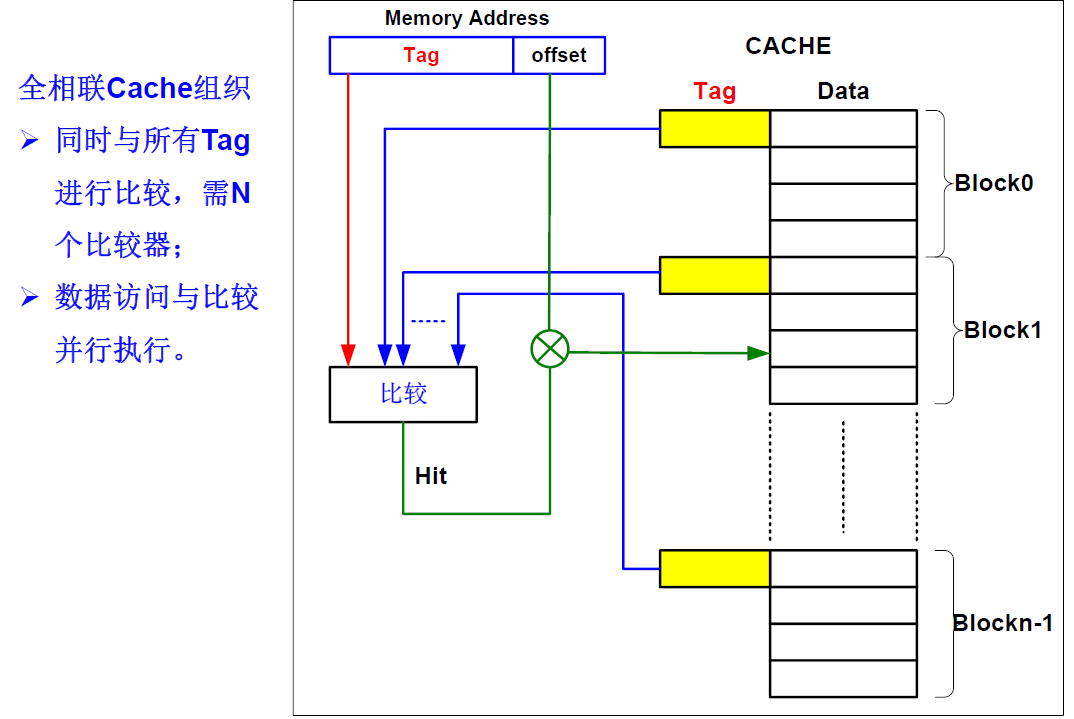 全相联Cache组织
同时与所有Tag
进行比较，需N
个比较器；
数据访问与比较
并行执行。
Memory Address
Tag
offset
CACHE
Tag
Data
Block0
Block1
比较
Hit
Blockn-1